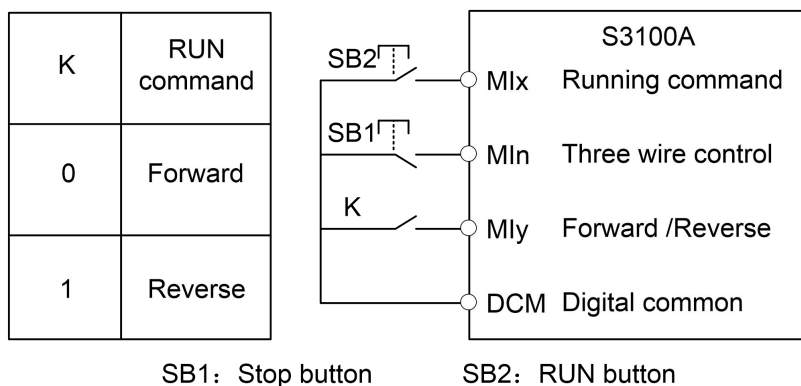 K
RUN
command
0
Forward
1
Reverse
S3100A
SB2
MIx Running command
SB1
MIn Three wire control
K
MIy Forward /Reverse
DCM Digital common
SB1：Stop button SB2：RUN button